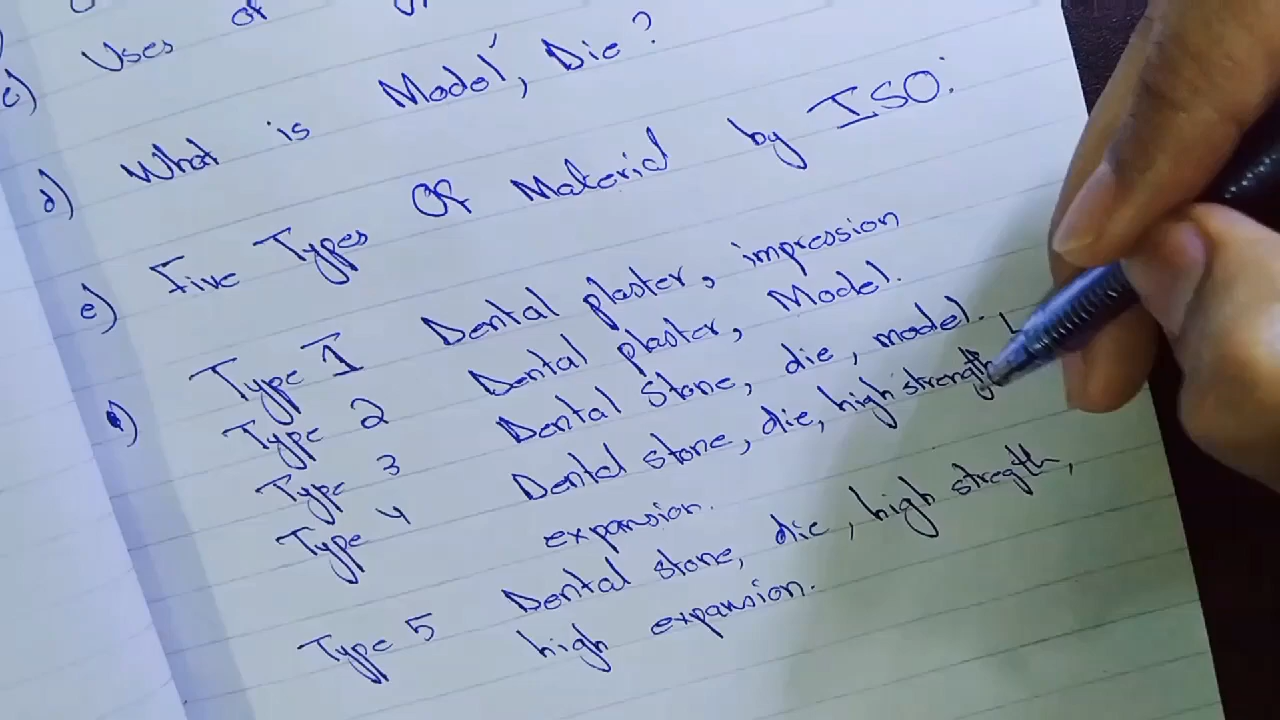 c) Uses of
d) What is Model, Die?
e) Five Types Of Material by ISO.
Type 1 Dental plaster, impression
Type 2 Dental plaster, Model.
Type 3 Dental Stone, die, model.
Type 4 Dental stone, die, high strength L
expansion.
Type 5 Dental stone, die, high stregth,
high expansion.